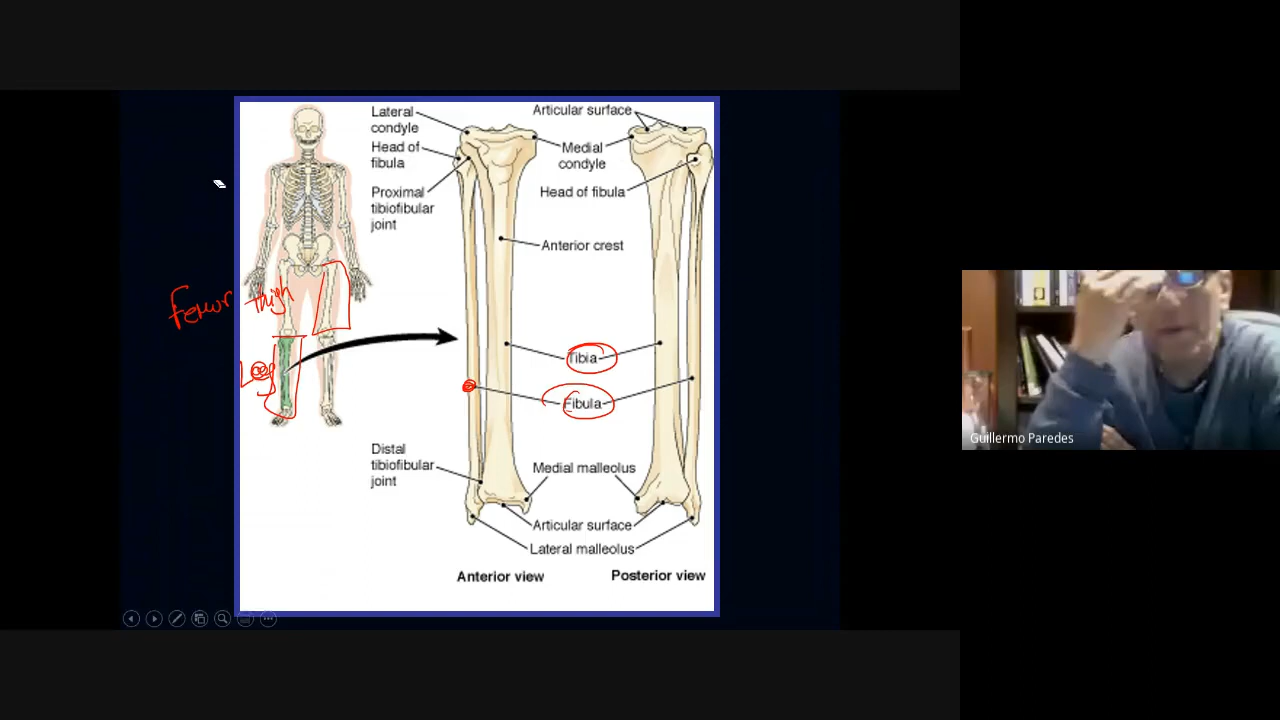 Lateral
condyle
Head of
fibula
Proximal
tibiofibular
joint
Articular surface
Medial
condyle
Head of fibula
Anterior crest
Femur Thigh
Leg
Tibia
Fibula
Distal
tibiofibular
joint
Medial malleolus
Articular surface
Lateral malleolus
Anterior view
Posterior view
Guillermo Paredes